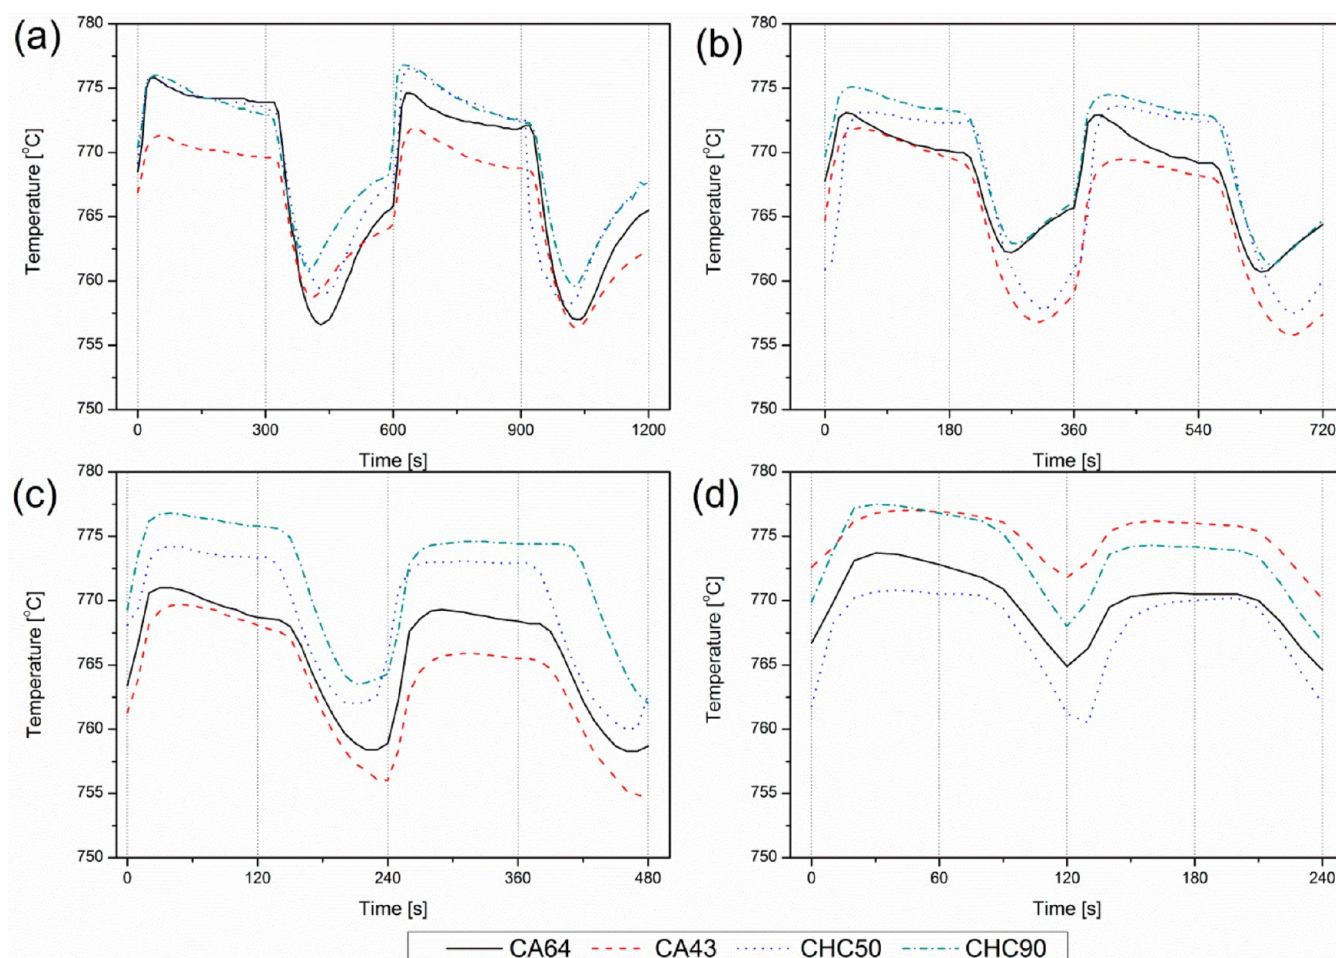 (a)
780
775
770
765
760
755
750
Temperature [°C]
0 300 600 900 1200
Time [s]
(b)
780
775
770
765
760
755
750
Temperature [°C]
0 180 360 540 720
Time [s]
(c)
780
775
770
765
760
755
750
Temperature [°C]
0 120 240 360 480
Time [s]
(d)
780
775
770
765
760
755
750
Temperature [°C]
0 60 120 180 240
Time [s]
CA64 CA43 CHC50 CHC90